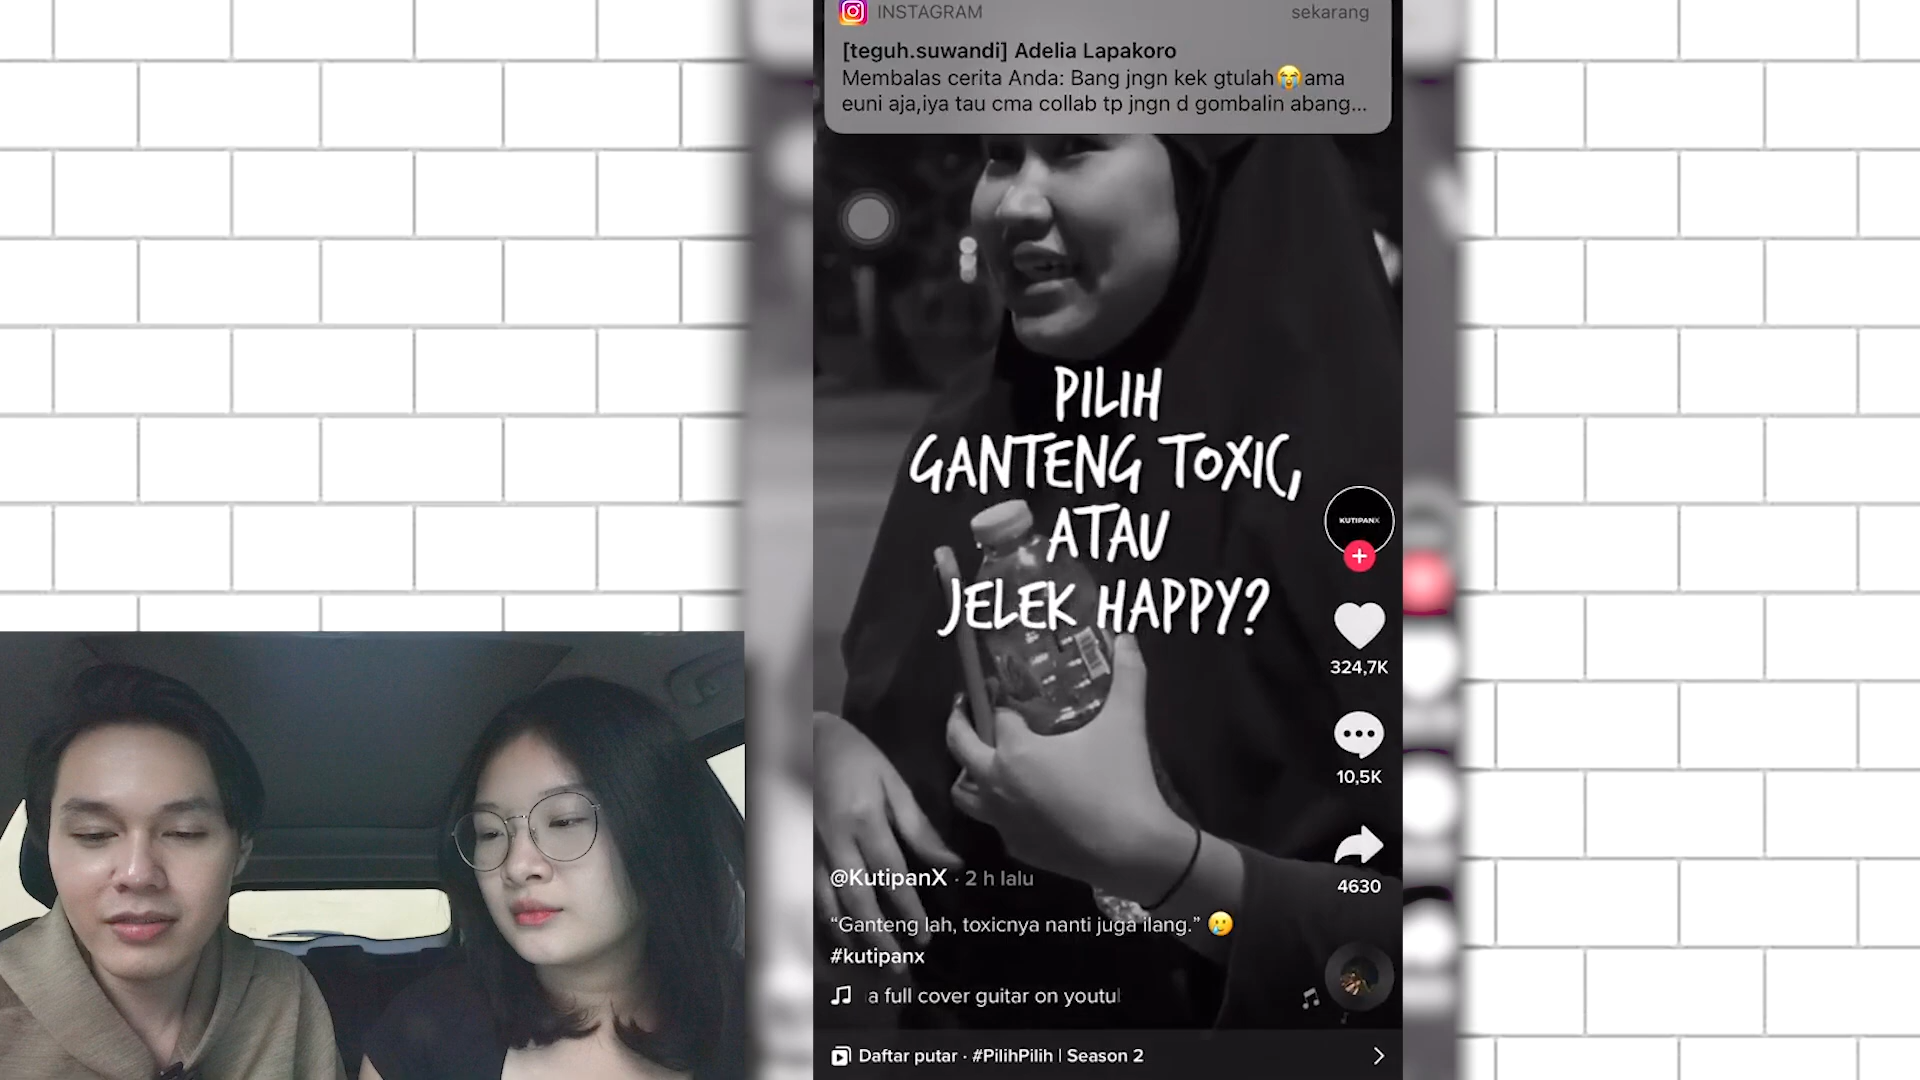 INSTAGRAM
sekarang
[teguh.suwandi] Adelia Lapakoro
Membalas cerita Anda: Bang jngn kek gtulah😭ama
euni aja,iya tau cma collab tp jngn d gombalin abang...
PILIH
GANTENG TOXIC,
ATAU
JELEK HAPPY?
KUTIPANX
324,7K
10,5K
4630
@KutipanX · 2 h lalu
“Ganteng lah, toxicnya nanti juga ilang.” 🥲
#kutipanx
a full cover guitar on youtu
Daftar putar · #PilihPilih | Season 2